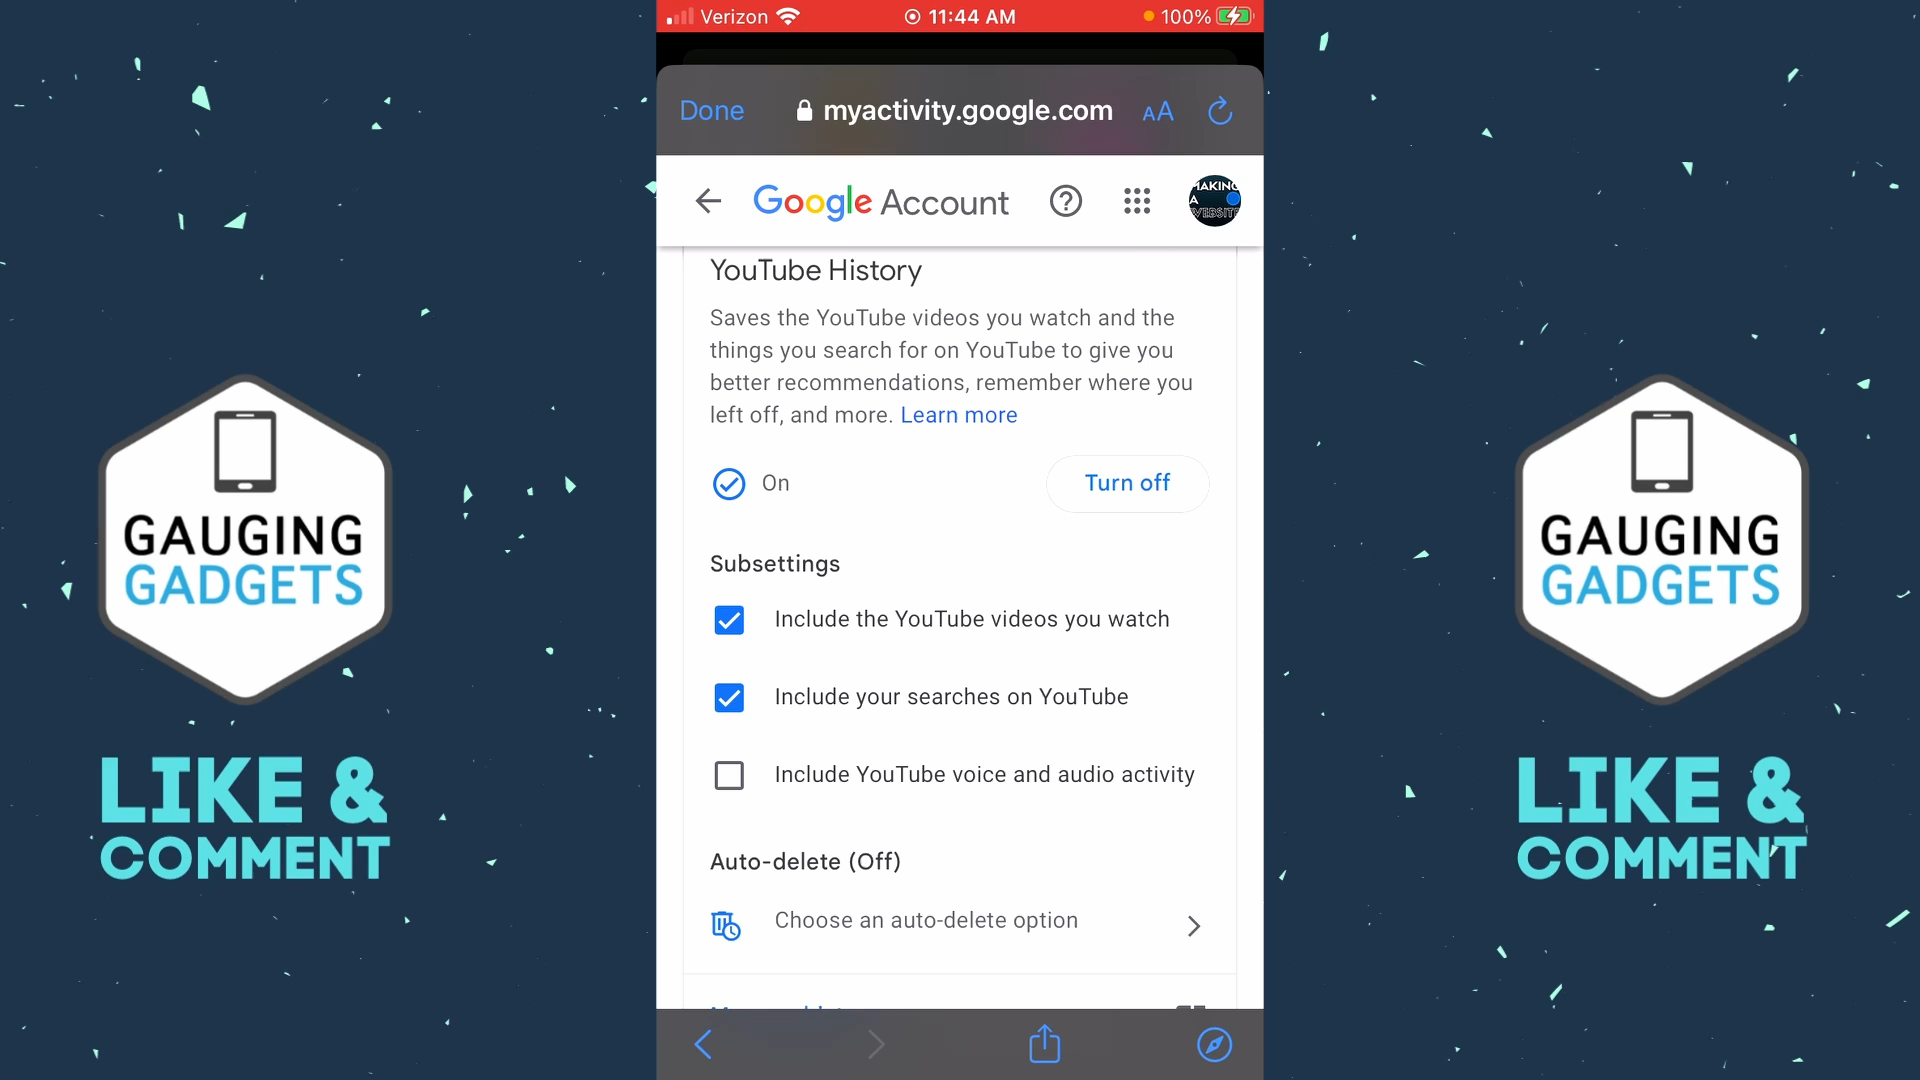 Verizon
11:44 AM
100%
Done
myactivity.google.com
AA
Google Account
MAKING
A
WEBSITE
YouTube History
Saves the YouTube videos you watch and the
things you search for on YouTube to give you
better recommendations, remember where you
left off, and more. Learn more
On
Turn off
Subsettings
Include the YouTube videos you watch
Include your searches on YouTube
Include YouTube voice and audio activity
Auto-delete (Off)
Choose an auto-delete option
GAUGING
GADGETS
LIKE &
COMMENT
GAUGING
GADGETS
LIKE &
COMMENT